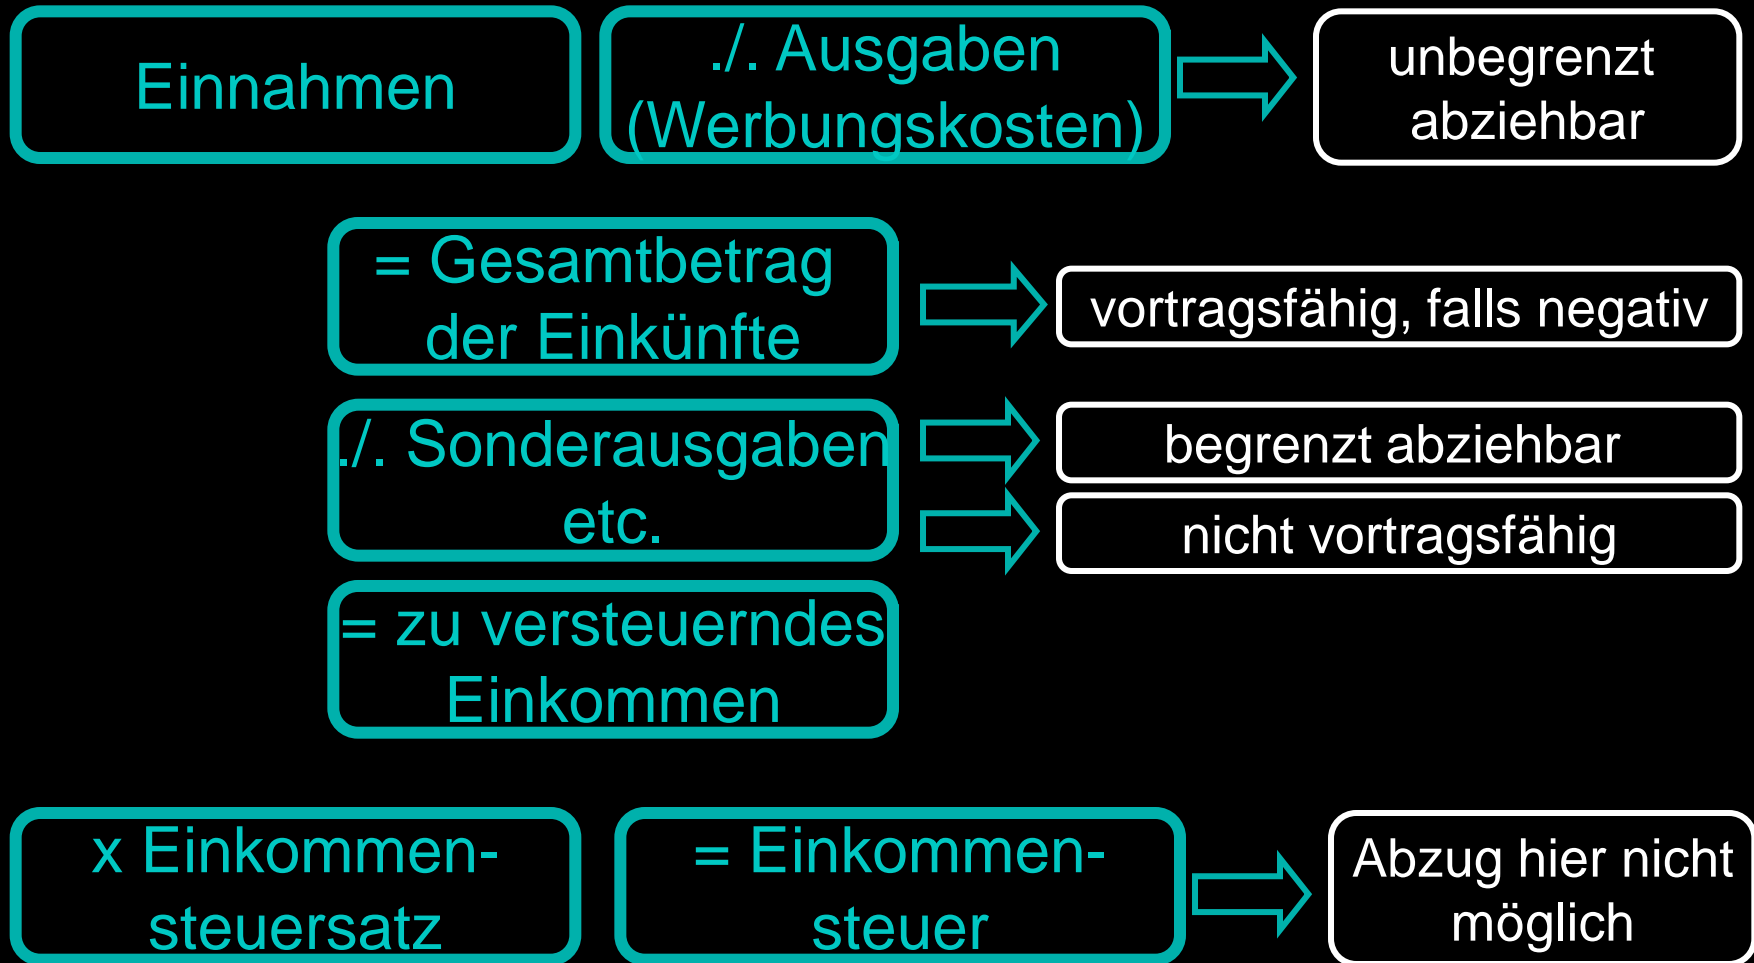 Einnahmen
./. Ausgaben
(Werbungskosten)
unbegrenzt
abziehbar
= Gesamtbetrag
der Einkünfte
vortragsfähig, falls negativ
./. Sonderausgaben
etc.
begrenzt abziehbar
nicht vortragsfähig
= zu versteuerndes
Einkommen
x Einkommen-
steuersatz
= Einkommen-
steuer
Abzug hier nicht
möglich